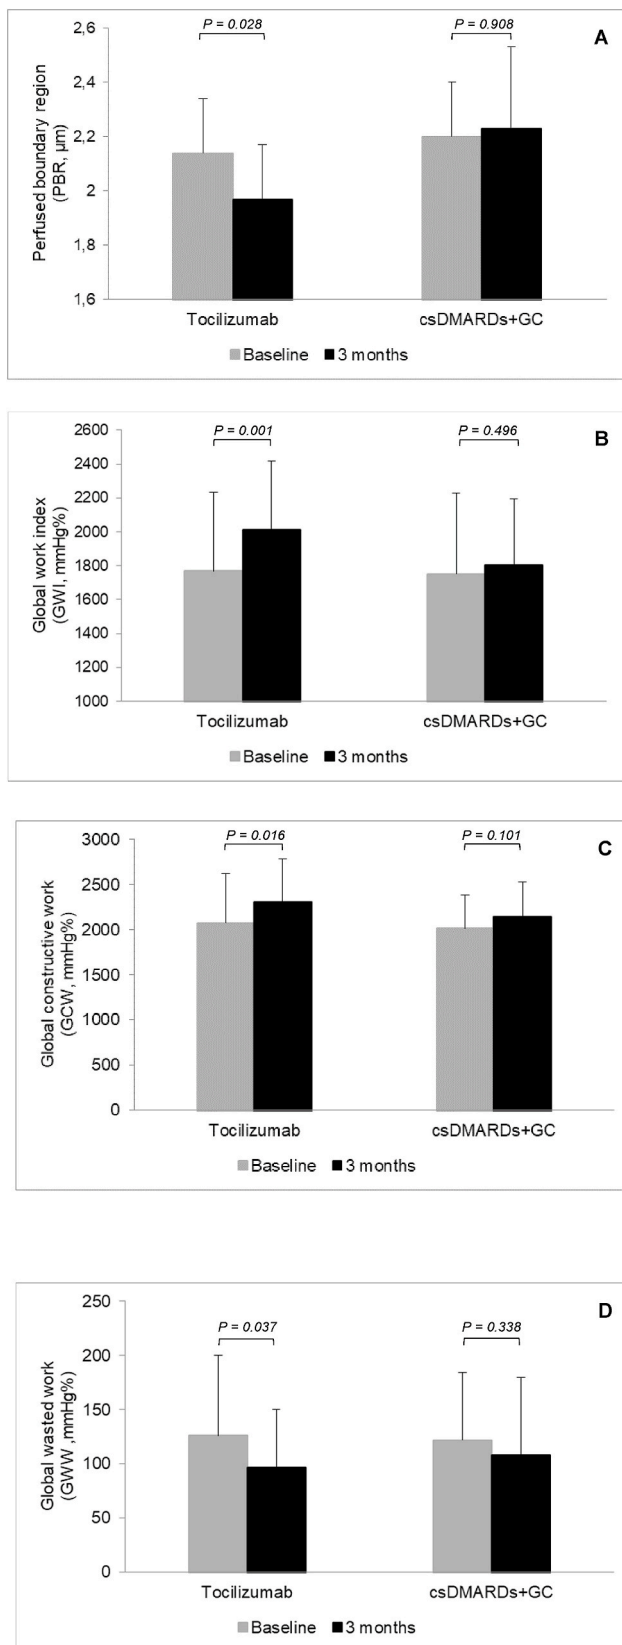 A
P = 0.028
P = 0.908
2,6
2,4
2,2
2
1,8
1,6
Perfused boundary region
(PBR, μm)
Tocilizumab
csDMARDs+GC
Baseline
3 months
B
P = 0.001
P = 0.496
2600
2400
2200
2000
1800
1600
1400
1200
1000
Global work index
(GWI, mmHg%)
Tocilizumab
csDMARDs+GC
Baseline
3 months
C
P = 0.016
P = 0.101
3000
2500
2000
1500
1000
500
0
Global constructive work
(GCW, mmHg%)
Tocilizumab
csDMARDs+GC
Baseline
3 months
D
P = 0.037
P = 0.338
250
200
150
100
50
0
Global wasted work
(GWW ,mmHg%)
Tocilizumab
csDMARDs+GC
Baseline
3 months